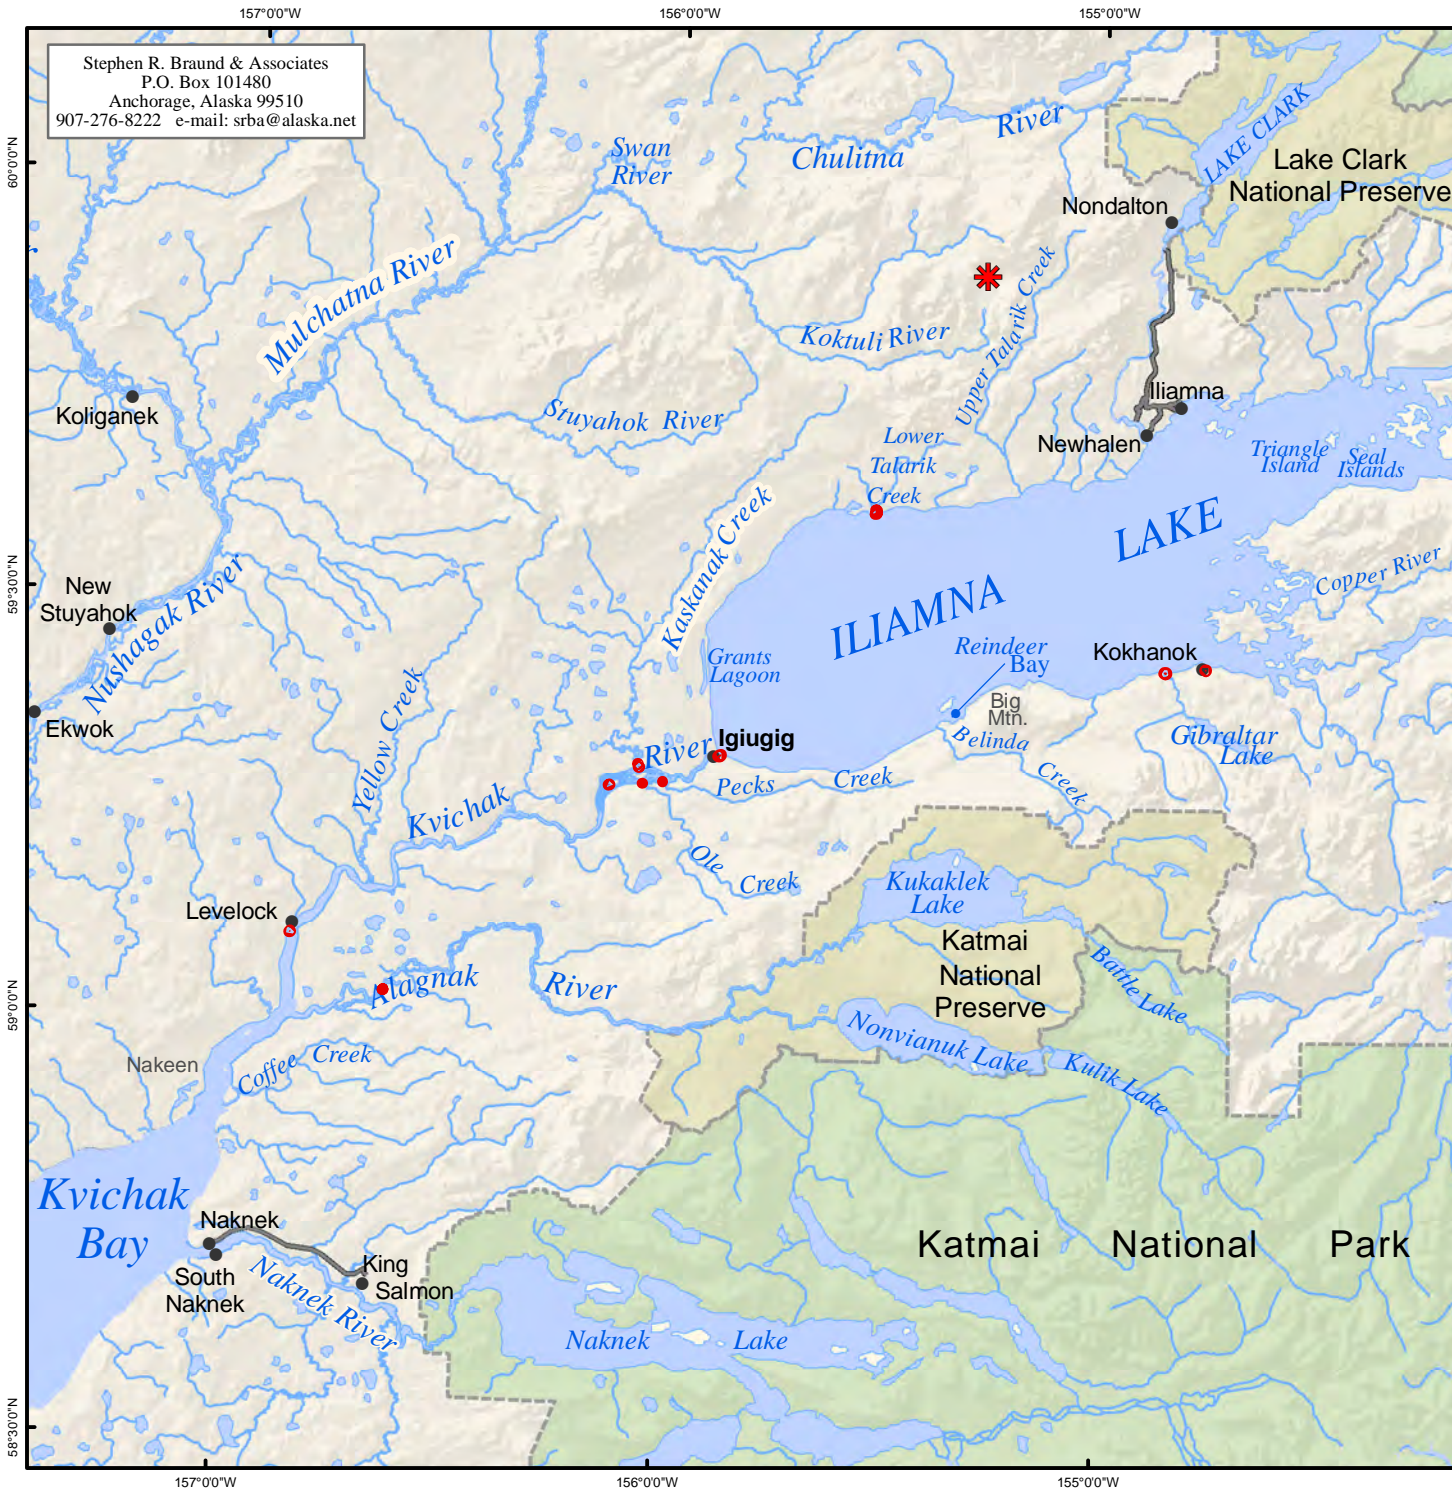 157°0'0"W
156°0'0"W
155°0'0"W
Stephen R. Braund & Associates
P.O. Box 101480
Anchorage, Alaska 99510
907-276-8222 e-mail: srba@alaska.net
60°0'0"N
Swan
River
Chulitna River
LAKE CLARK
Lake Clark
National Preserve
Nondalton
Mulchatna River
Koktuli River
Upper Talarik Creek
Koliganek
Stuyahok River
Iliamna
Newhalen
Lower
Talarik
Creek
Triangle
Island
Seal
Islands
59°30'0"N
New
Stuyahok
Nushagak River
Kaskanak Creek
ILIAMNA LAKE
Copper River
Grants
Lagoon
Reindeer
Bay
Kokhanok
Big
Mtn.
Ekwok
Yellow Creek
Igiugig
Belinda Creek
Gibraltar
Lake
Kvichak River
Pecks Creek
Ole Creek
Kukaklek
Lake
Levelock
Katmai
National
Preserve
Battle Lake
59°0'0"N
Alagnak River
Nonvianuk Lake
Kulik Lake
Nakeen
Coffee Creek
Kvichak
Bay
Naknek
South
Naknek
King
Salmon
Naknek River
Katmai National Park
Naknek Lake
58°30'0"N
157°0'0"W
156°0'0"W
155°0'0"W